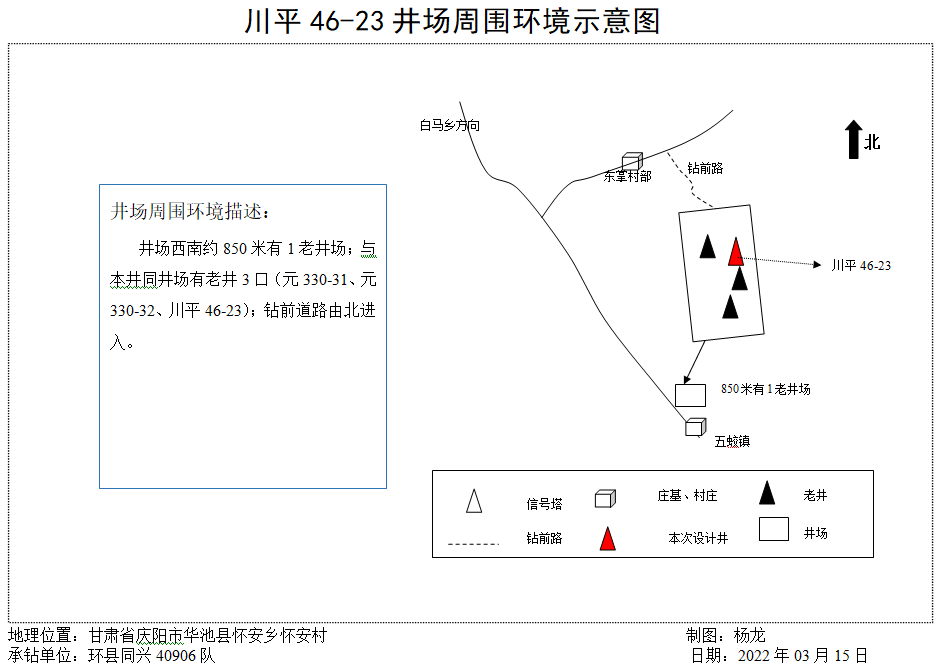 川平 46-23 井场周围环境示意图
白马乡方向
北
东掌村部
钻前路
井场周围环境描述：
井场西南约 850 米有 1 老井场；与
本井同井场有老井 3 口（元 330-31、元
330-32、川平 46-23）；钻前道路由北进
入。
川平 46-23
850 米有 1 老井场
五蛟镇
信号塔
庄基、村庄
老井
钻前路
本次设计井
井场
地理位置：甘肃省庆阳市华池县怀安乡怀安村
制图：杨龙
承钻单位：环县同兴 40906 队
日期：2022 年 03 月 15 日